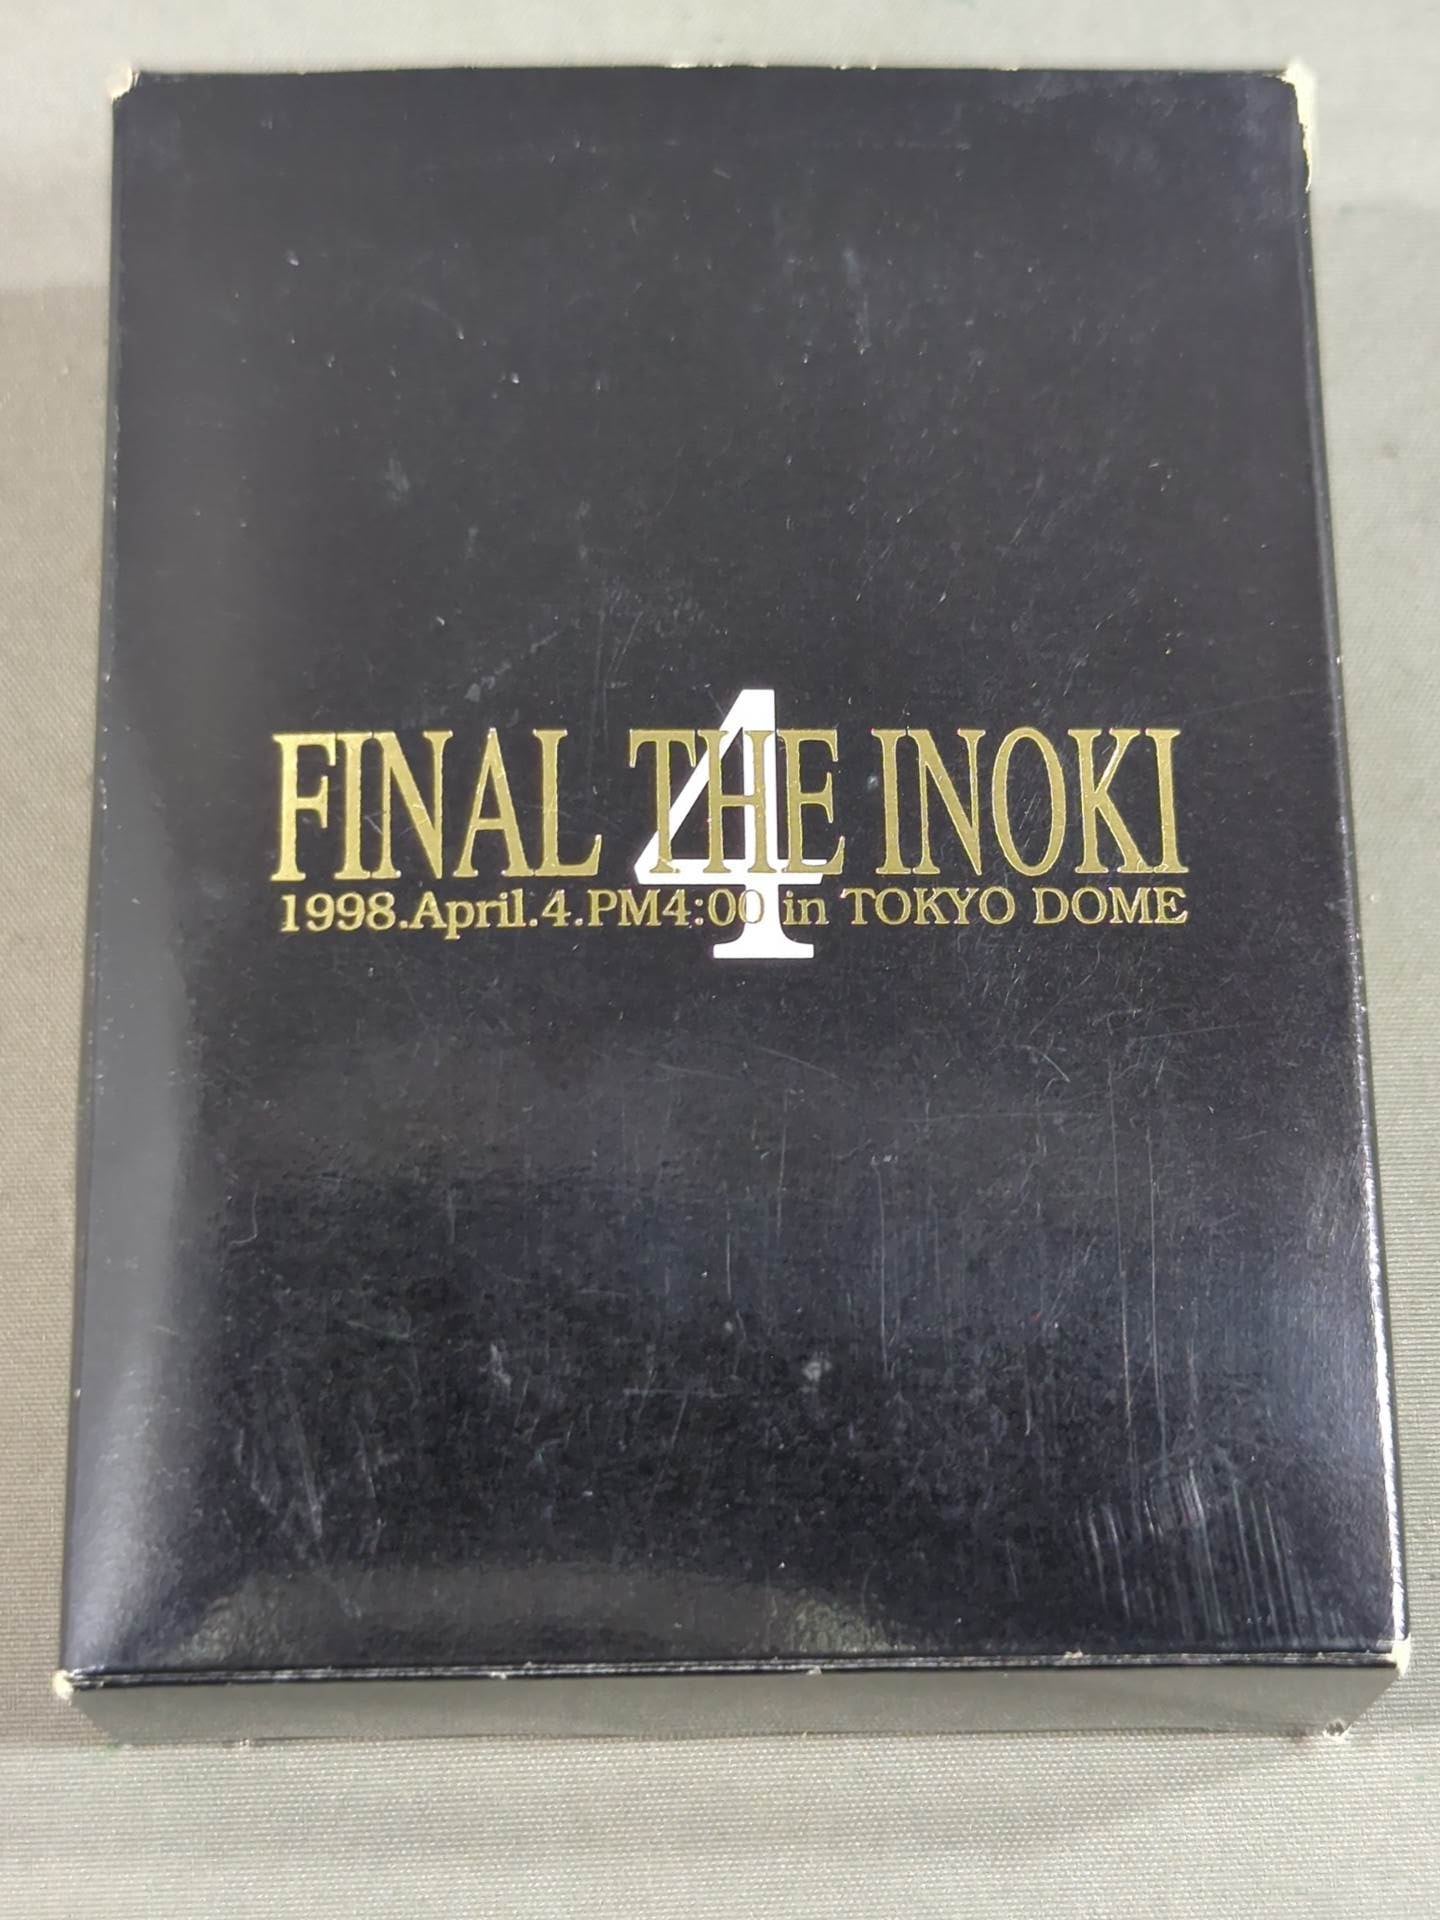 4
FINAL THE INOKI
1998.April.4.PM4:00 in TOKYO DOME